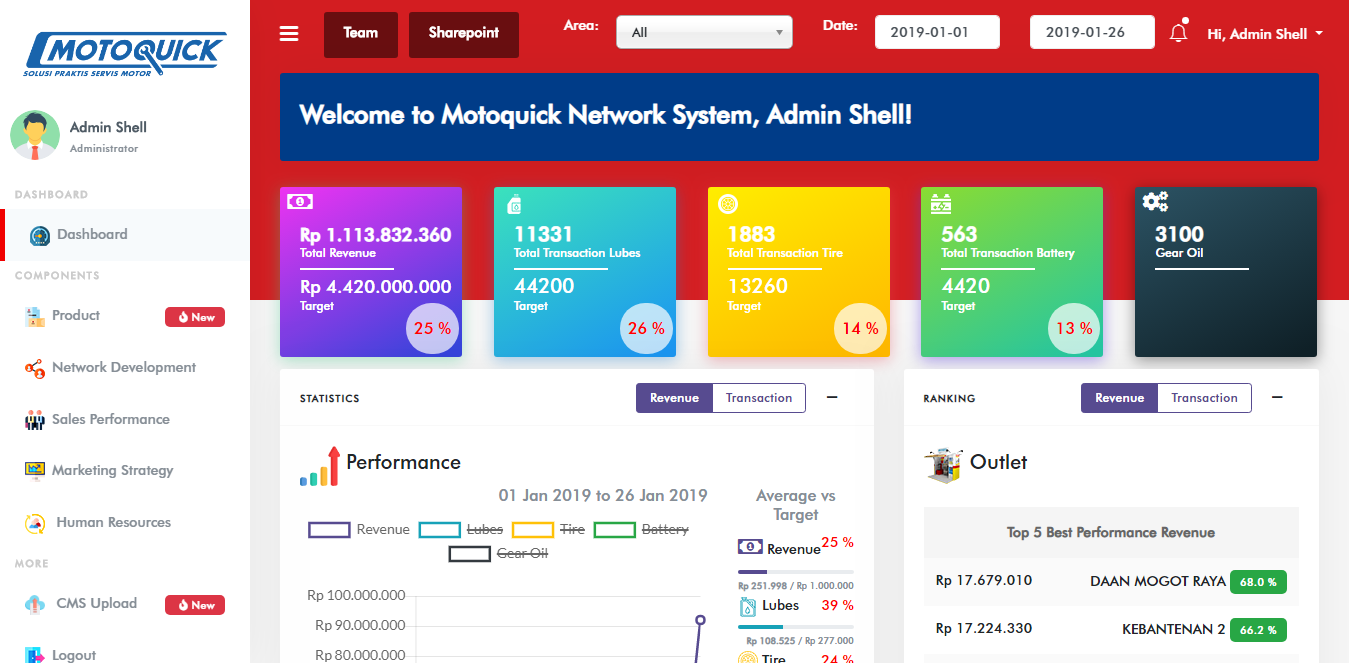 MOTOQUICK
SOLUSI PRAKTIS SERVIS MOTOR
Admin Shell
Administrator
DASHBOARD
Dashboard
COMPONENTS
Product New
Network Development
Sales Performance
Marketing Strategy
Human Resources
MORE
CMS Upload New
Logout
Team Sharepoint Area: All Date: 2019-01-01 2019-01-26 Hi, Admin Shell
Welcome to Motoquick Network System, Admin Shell!
Rp 1.113.832.360
Total Revenue
Rp 4.420.000.000
Target
25 %
11331
Total Transaction Lubes
44200
Target
26 %
1883
Total Transaction Tire
13260
Target
14 %
563
Total Transaction Battery
4420
Target
13 %
3100
Gear Oil
STATISTICS Revenue Transaction
Performance
01 Jan 2019 to 26 Jan 2019
Revenue Lubes Tire Battery
Gear Oil
Rp 100.000.000
Rp 90.000.000
Rp 80.000.000
Average vs
Target
Revenue 25 %
Rp 251.998 / Rp 1.000.000
Lubes 39 %
Rp 108.525 / Rp 277.000
Tire 24 %
RANKING Revenue Transaction
Outlet
Top 5 Best Performance Revenue
Rp 17.679.010 DAAN MOGOT RAYA 68.0 %
Rp 17.224.330 KEBANTENAN 2 66.2 %